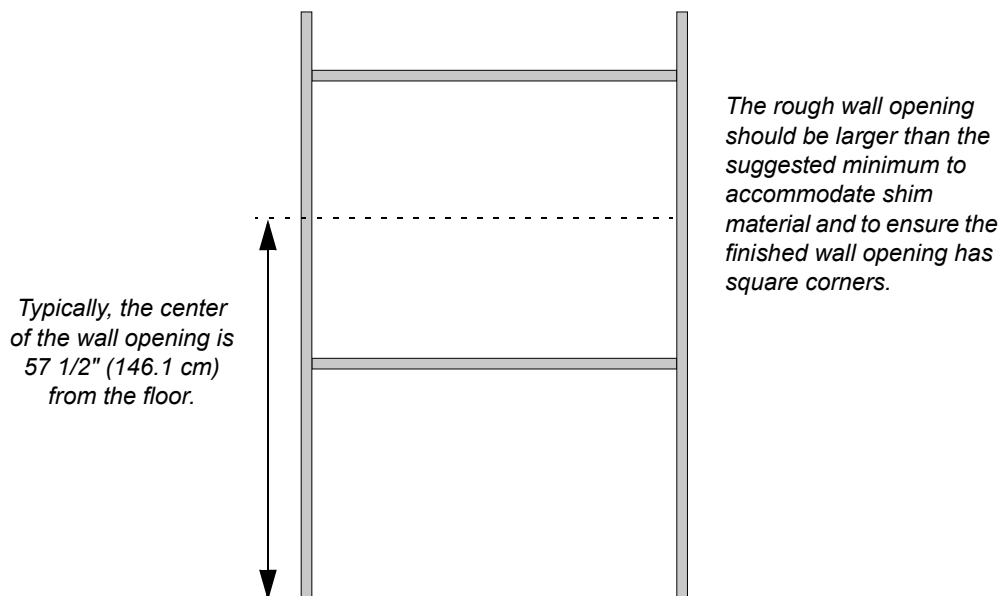 The rough wall opening
should be larger than the
suggested minimum to
accommodate shim
material and to ensure the
finished wall opening has
square corners.
Typically, the center
of the wall opening is
57 1/2" (146.1 cm)
from the floor.